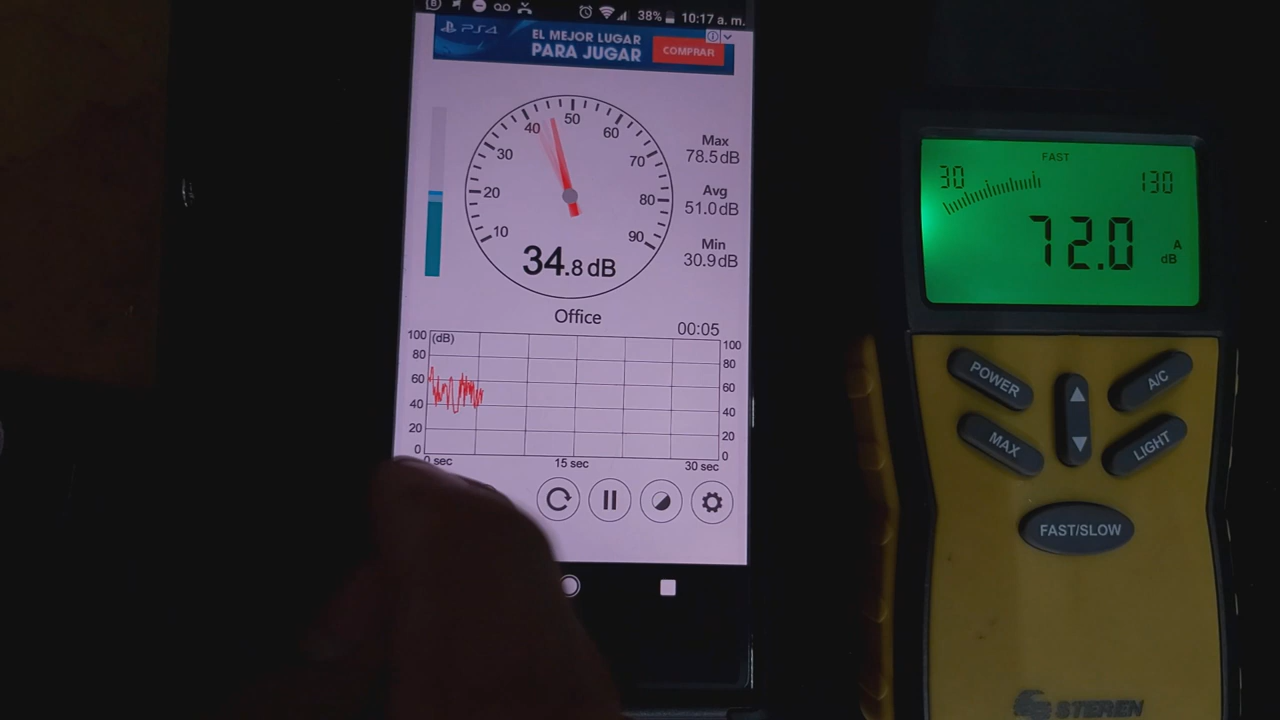 38% 10:17 a. m.
PS4
EL MEJOR LUGAR
PARA JUGAR
COMPRAR
10
20
30
40
50
60
70
80
90
34.8 dB
Max
78.5dB
Avg
51.0dB
Min
30.9dB
Office
00:05
(dB)
100
80
60
40
20
0
100
80
60
40
20
0
0 sec
15 sec
30 sec
FAST
30
130
72.0
A
dB
POWER
A/C
MAX
LIGHT
FAST/SLOW
STEREN